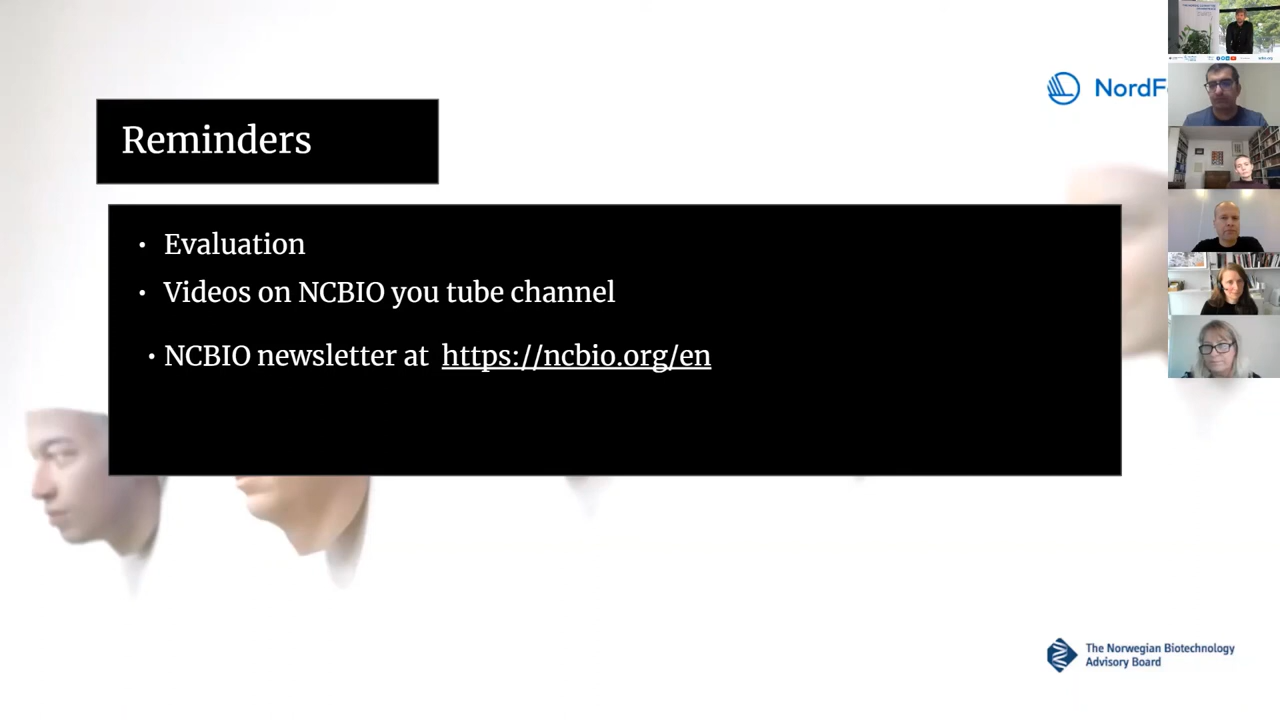 NordF
Reminders
• Evaluation
• Videos on NCBIO you tube channel
• NCBIO newsletter at https://ncbio.org/en
The Norwegian Biotechnology
Advisory Board